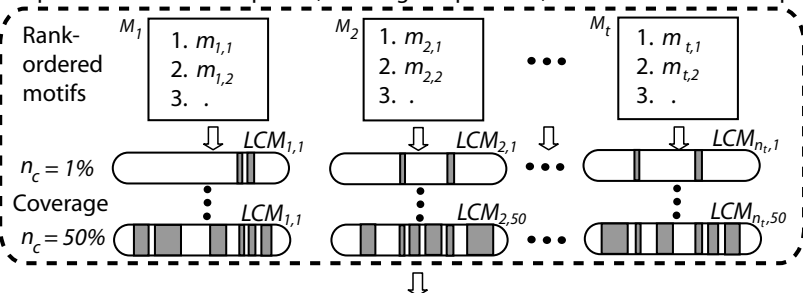 Rank-
ordered
motifs
M1
1. m1,1
2. m1,2
3. .
M2
1. m2,1
2. m2,2
3. .
Mt
1. m t,1
2. m t,2
3. .
nc = 1%
LCM1,1
LCM2,1
LCMnt,1
Coverage
nc = 50%
LCM1,1
LCM2,50
LCMnt,50